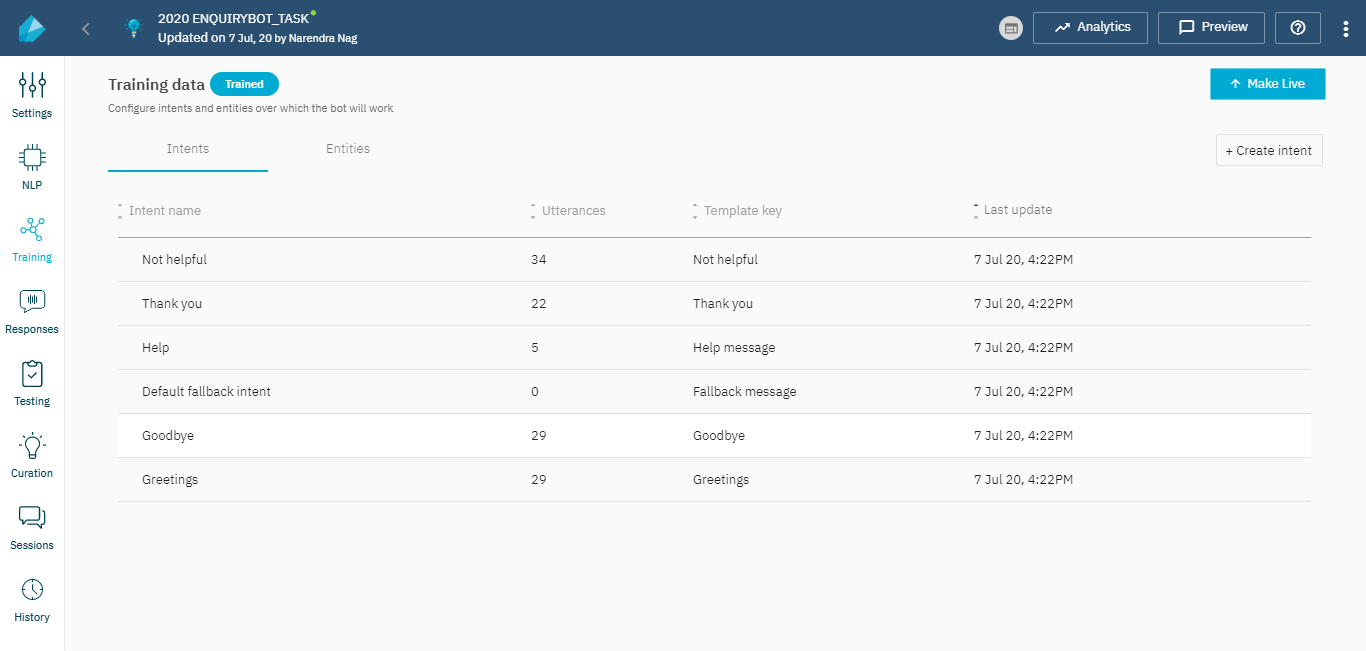 2020 ENQUIRYBOT_TASK
Updated on 7 Jul, 20 by Narendra Nag
Analytics
Preview
Settings
NLP
Training
Responses
Testing
Curation
Sessions
History
Training data Trained
Make Live
Configure intents and entities over which the bot will work
Intents Entities
+ Create intent
Intent name Utterances Template key Last update
Not helpful 34 Not helpful 7 Jul 20, 4:22PM
Thank you 22 Thank you 7 Jul 20, 4:22PM
Help 5 Help message 7 Jul 20, 4:22PM
Default fallback intent 0 Fallback message 7 Jul 20, 4:22PM
Goodbye 29 Goodbye 7 Jul 20, 4:22PM
Greetings 29 Greetings 7 Jul 20, 4:22PM